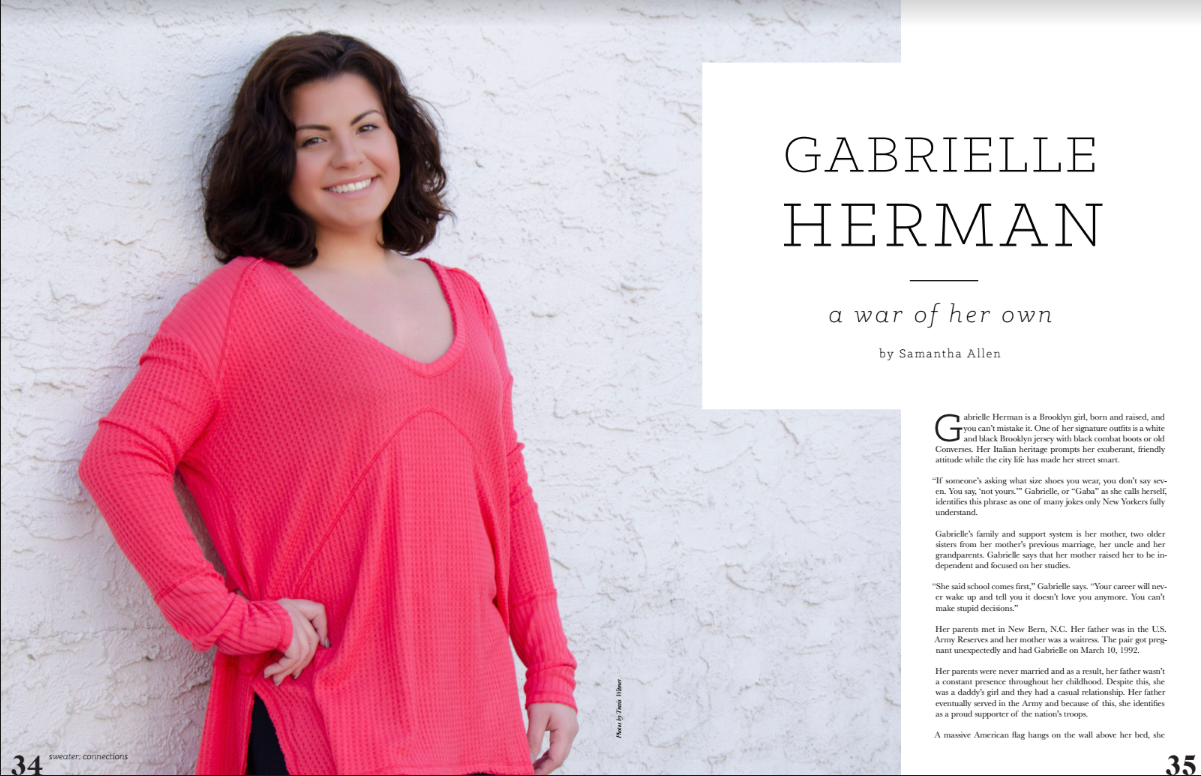 GABRIELLE
HERMAN
a war of her own
by Samantha Allen
Gabrielle Herman is a Brooklyn girl, born and raised, and
you can't mistake it. One of her signature outfits is a white
and black Brooklyn jersey with black combat boots or old
Converses. Her Italian heritage prompts her exuberant, friendly
attitude while the city life has made her street smart.
“If someone's asking what size shoes you wear, you don't say sev-
en. You say, ‘not yours.’” Gabrielle, or “Gaba” as she calls herself,
identifies this phrase as one of many jokes only New Yorkers fully
understand.
Gabrielle's family and support system is her mother, two older
sisters from her mother's previous marriage, her uncle and her
grandparents. Gabrielle says that her mother raised her to be in-
dependent and focused on her studies.
“She said school comes first,” Gabrielle says. “Your career will nev-
er wake up and tell you it doesn't love you anymore. You can't
make stupid decisions.”
Her parents met in New Bern, N.C. Her father was in the U.S.
Army Reserves and her mother was a waitress. The pair got preg-
nant unexpectedly and had Gabrielle on March 10, 1992.
Her parents were never married and as a result, her father wasn't
a constant presence throughout her childhood. Despite this, she
was a daddy's girl and they had a casual relationship. Her father
eventually served in the Army and because of this, she identifies
as a proud supporter of the nation's troops.
A massive American flag hangs on the wall above her bed, she
Photo by Travis Wilmer
34 sweater: connections
35